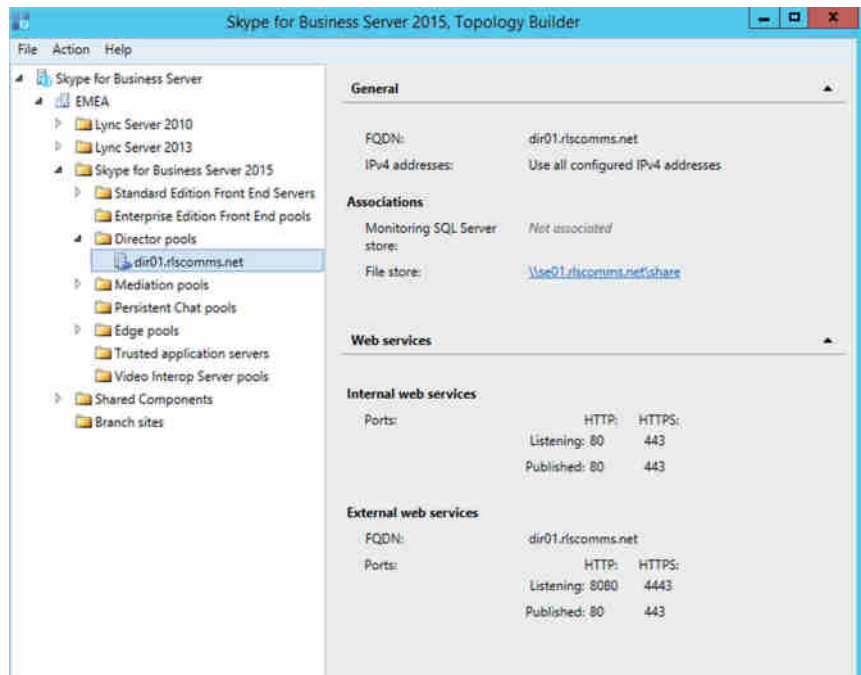 Skype for Business Server 2015, Topology Builder
File Action Help
Skype for Business Server
EMEA
Lync Server 2010
Lync Server 2013
Skype for Business Server 2015
Standard Edition Front End Servers
Enterprise Edition Front End pools
Director pools
dir01.rlscomms.net
Mediation pools
Persistent Chat pools
Edge pools
Trusted application servers
Video Interop Server pools
Shared Components
Branch sites
General
FQDN: dir01.rlscomms.net
IPv4 addresses: Use all configured IPv4 addresses
Associations
Monitoring SQL Server Not associated
store:
File store: \\se01.rlscomms.net\share
Web services
Internal web services
Ports: HTTP: HTTPS:
Listening: 80 443
Published: 80 443
External web services
FQDN: dir01.rlscomms.net
Ports: HTTP: HTTPS:
Listening: 8080 4443
Published: 80 443